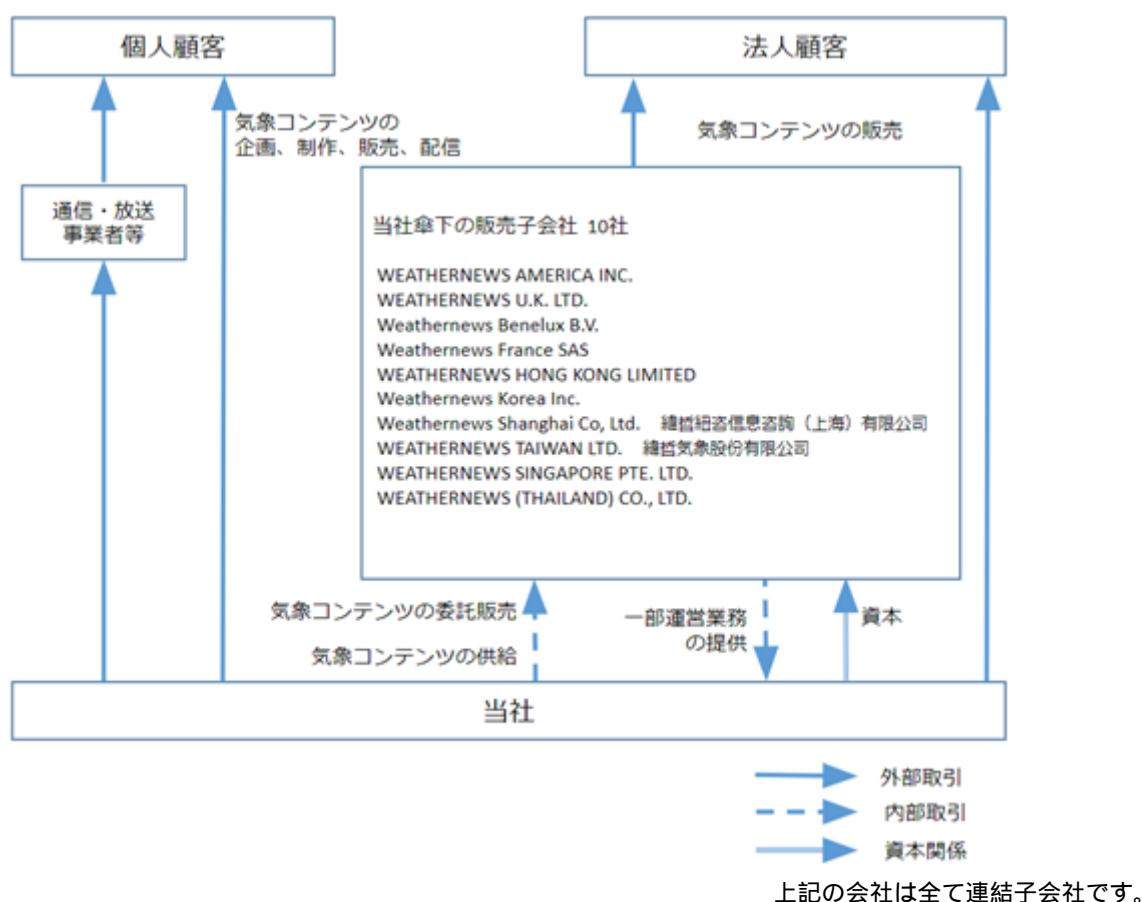 個人顧客
法人顧客
気象コンテンツの
企画、制作、販売、配信
気象コンテンツの販売
通信・放送
事業者等
当社傘下の販売子会社 10社
WEATHERNEWS AMERICA INC.
WEATHERNEWS U.K. LTD.
Weathernews Benelux B.V.
Weathernews France SAS
WEATHERNEWS HONG KONG LIMITED
Weathernews Korea Inc.
Weathernews Shanghai Co, Ltd. 緯哲紐咨信息咨詢（上海）有限公司
WEATHERNEWS TAIWAN LTD. 緯哲気象股份有限公司
WEATHERNEWS SINGAPORE PTE. LTD.
WEATHERNEWS (THAILAND) CO., LTD.
気象コンテンツの委託販売
気象コンテンツの供給
一部運営業務
の提供
資本
当社
外部取引
内部取引
資本関係
上記の会社は全て連結子会社です。